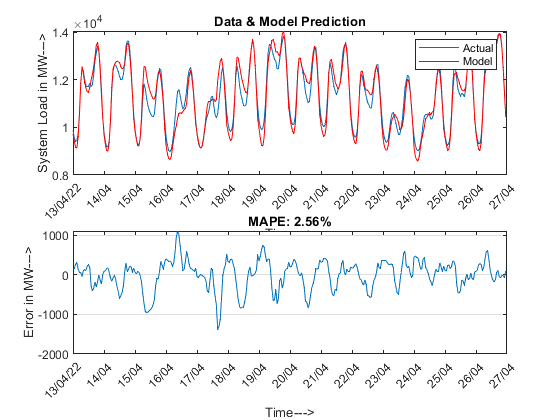 Data & Model Prediction
×10⁴
System Load in MW--->
1.4
1.2
1
0.8
Actual
Model
13/04/22 14/04 15/04 16/04 17/04 18/04 19/04 20/04 21/04 22/04 23/04 24/04 25/04 26/04 27/04
MAPE: 2.56%
Error in MW--->
1000
0
-1000
-2000
13/04/22 14/04 15/04 16/04 17/04 18/04 19/04 20/04 21/04 22/04 23/04 24/04 25/04 26/04 27/04
Time--->